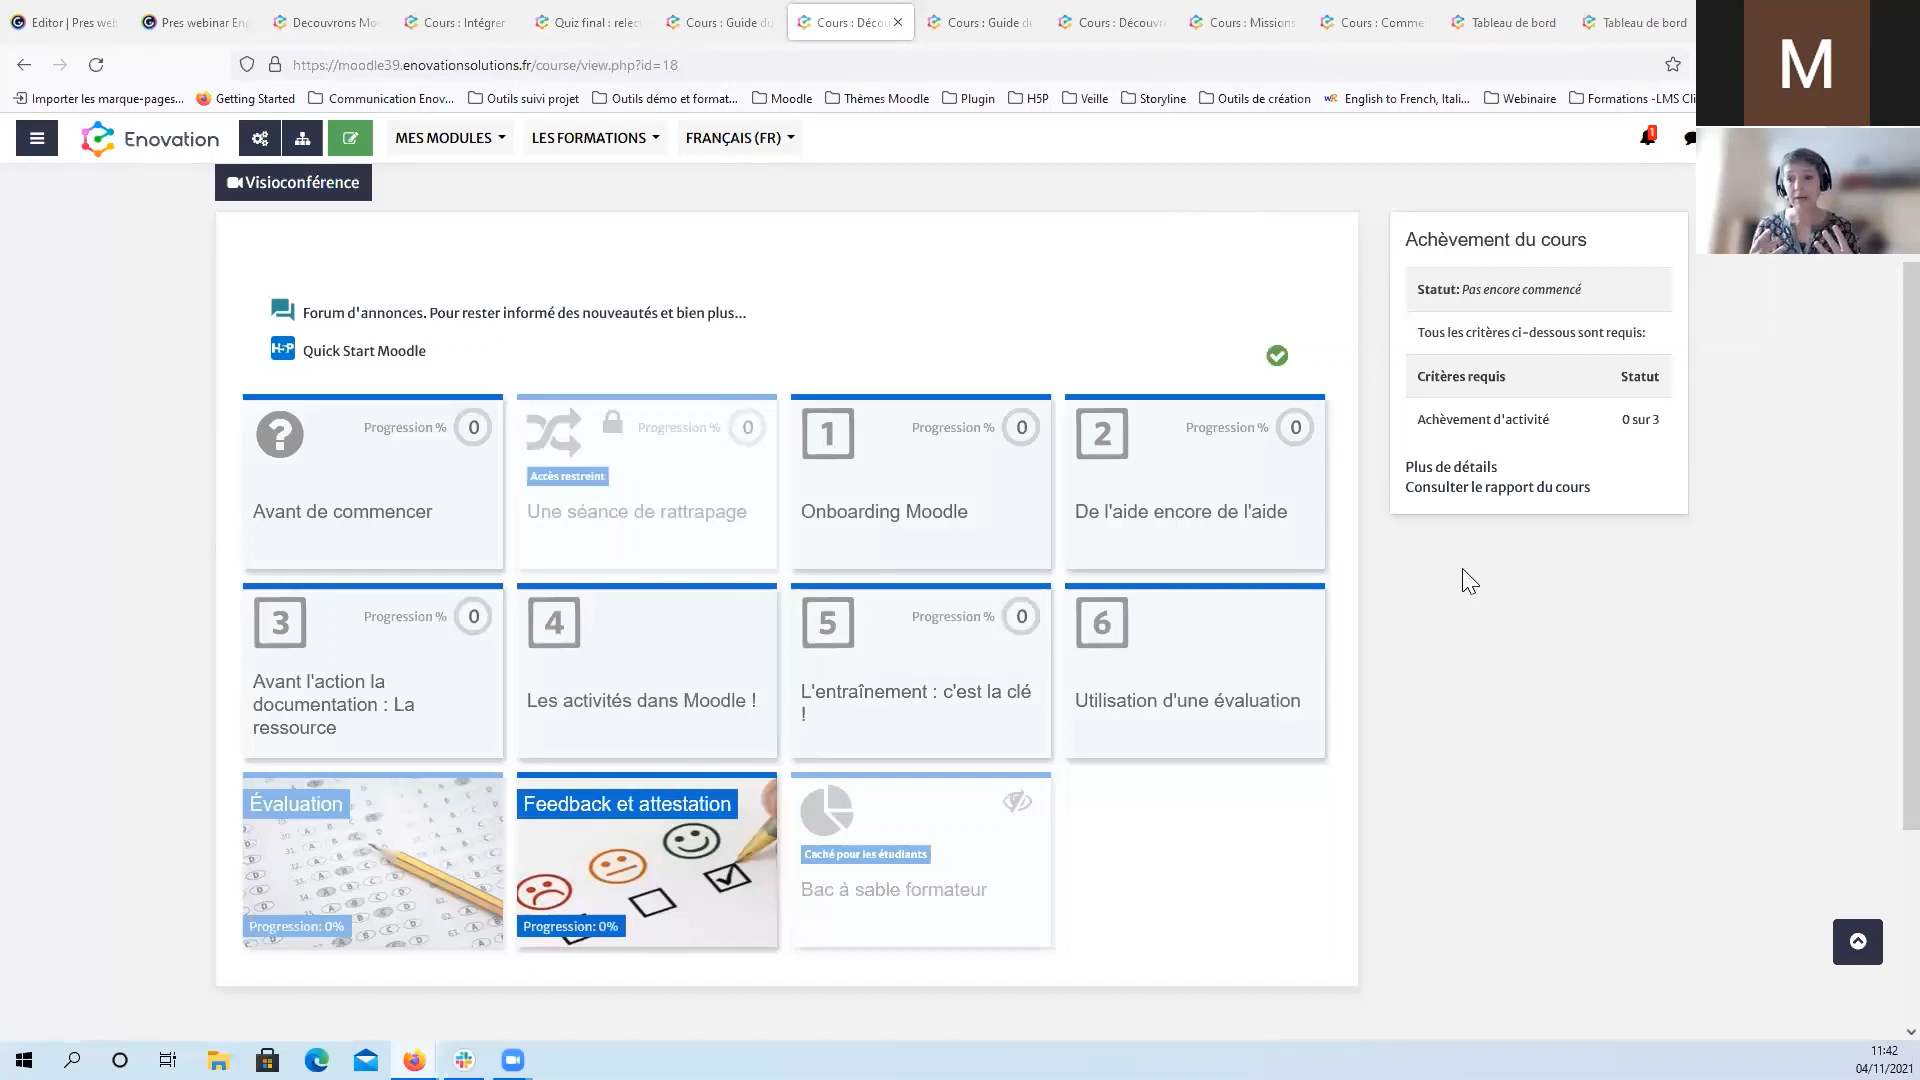 Editor | Pres web
Pres webinar En
Decouvrons Mo
Cours : Intégrer
Quiz final : relec
Cours : Guide du
Cours : Décou
Cours : Guide du
Cours : Découvr
Cours : Missions
Cours : Comme
Tableau de bord
Tableau de bord
https://moodle39.enovationsolutions.fr/course/view.php?id=18
Importer les marque-pages...
Getting Started
Communication Enov...
Outils suivi projet
Outils démo et format...
Moodle
Thèmes Moodle
Plugin
H5P
Veille
Storyline
Outils de création
English to French, Itali...
Webinaire
Formations -LMS Cli
M
Enovation
MES MODULES
LES FORMATIONS
FRANÇAIS (FR)
1
Visioconférence
Forum d'annonces. Pour rester informé des nouveautés et bien plus...
H5P
Quick Start Moodle
?
Progression %
0
Avant de commencer
Progression %
0
Accès restreint
Une séance de rattrapage
1
Progression %
0
Onboarding Moodle
2
Progression %
0
De l'aide encore de l'aide
3
Progression %
0
Avant l'action la
documentation : La
ressource
4
Les activités dans Moodle !
5
Progression %
0
L'entraînement : c'est la clé
!
6
Utilisation d'une évaluation
Évaluation
Progression: 0%
Feedback et attestation
Progression: 0%
Caché pour les étudiants
Bac à sable formateur
Achèvement du cours
Statut: Pas encore commencé
Tous les critères ci-dessous sont requis:
Critères requis
Statut
Achèvement d'activité
0 sur 3
Plus de détails
Consulter le rapport du cours
11:42
04/11/2021